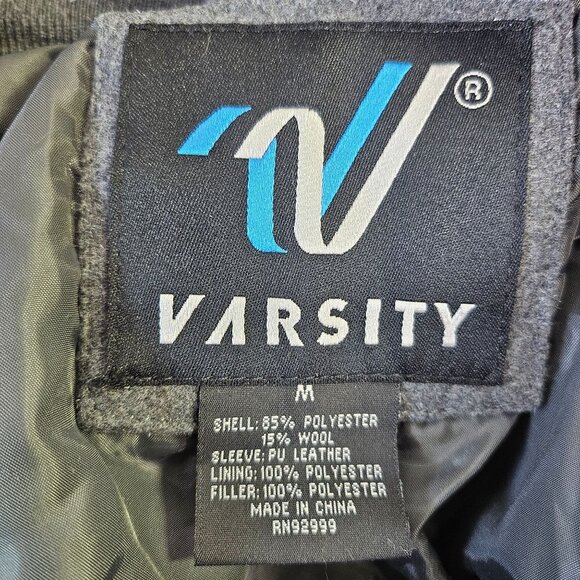 ®
VARSITY
M
SHELL: 85% POLYESTER
15% WOOL
SLEEVE: PU LEATHER
LINING: 100% POLYESTER
FILLER: 100% POLYESTER
MADE IN CHINA
RN92999